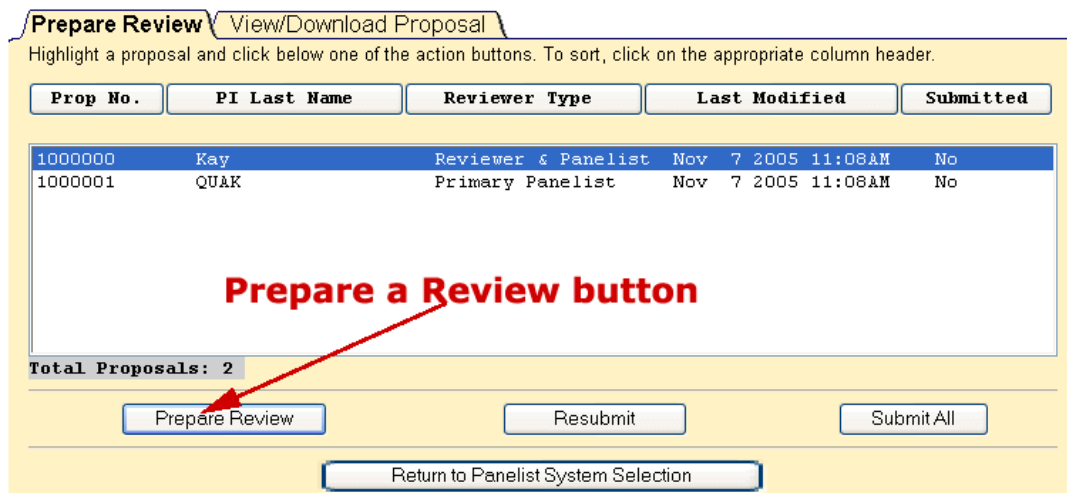 Prepare Review View/Download Proposal
Highlight a proposal and click below one of the action buttons. To sort, click on the appropriate column header.
Prop No. PI Last Name Reviewer Type Last Modified Submitted
1000000 Kay Reviewer & Panelist Nov 7 2005 11:08AM No
1000001 QUAK Primary Panelist Nov 7 2005 11:08AM No
Prepare a Review button
Total Proposals: 2
Prepare Review Resubmit Submit All
Return to Panelist System Selection